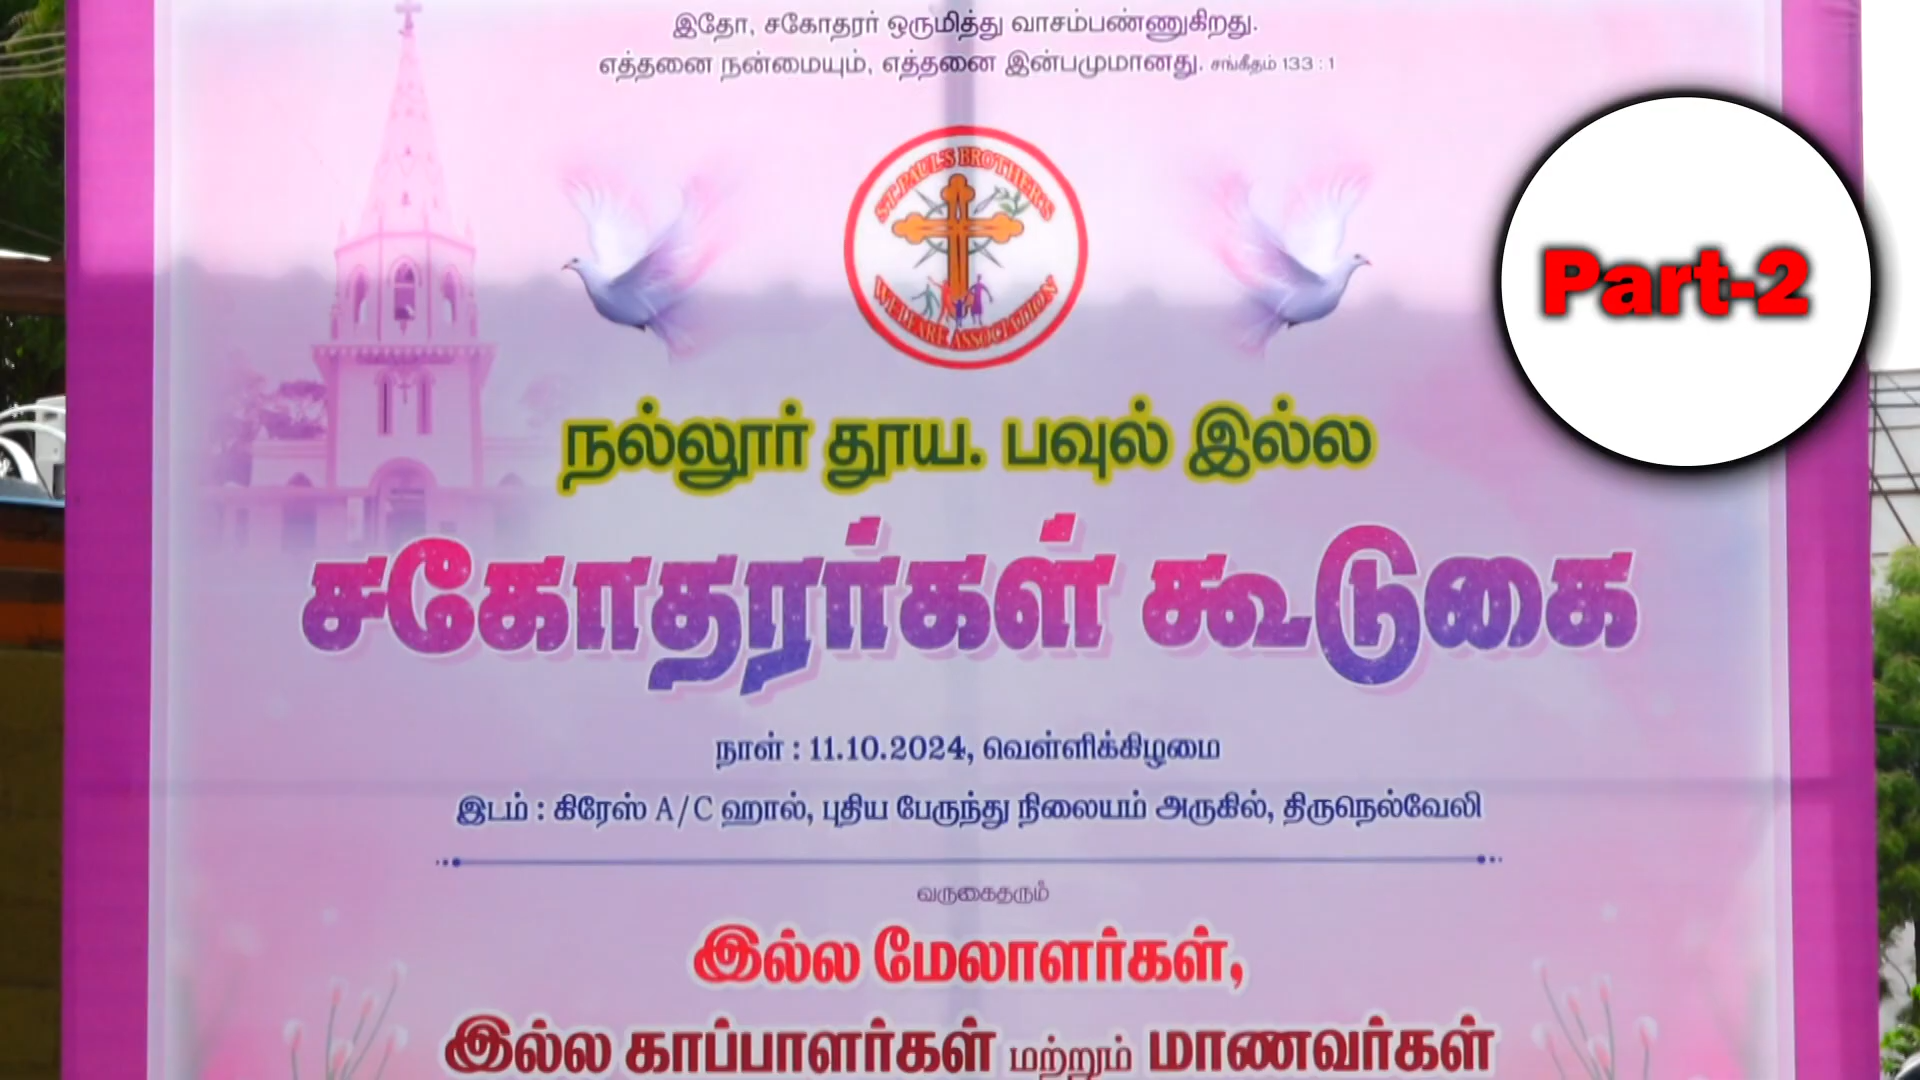 இதோ, சகோதரர் ஒருமித்து வாசம்பண்ணுகிறது.
எத்தனை நன்மையும், எத்தனை இன்பமுமானது. சங்கீதம் 133 : 1
ST.PAUL'S BROTHER'S
WELFARE ASSOCIATION
Part-2
நல்லூர் தூய. பவுல் இல்ல
சகோதரர்கள் கூடுகை
நாள் : 11.10.2024, வெள்ளிக்கிழமை
இடம் : கிரேஸ் A/C ஹால், புதிய பேருந்து நிலையம் அருகில், திருநெல்வேலி
வருகைதரும்
இல்ல மேலாளர்கள்,
இல்ல காப்பாளர்கள் மற்றும் மாணவர்கள்